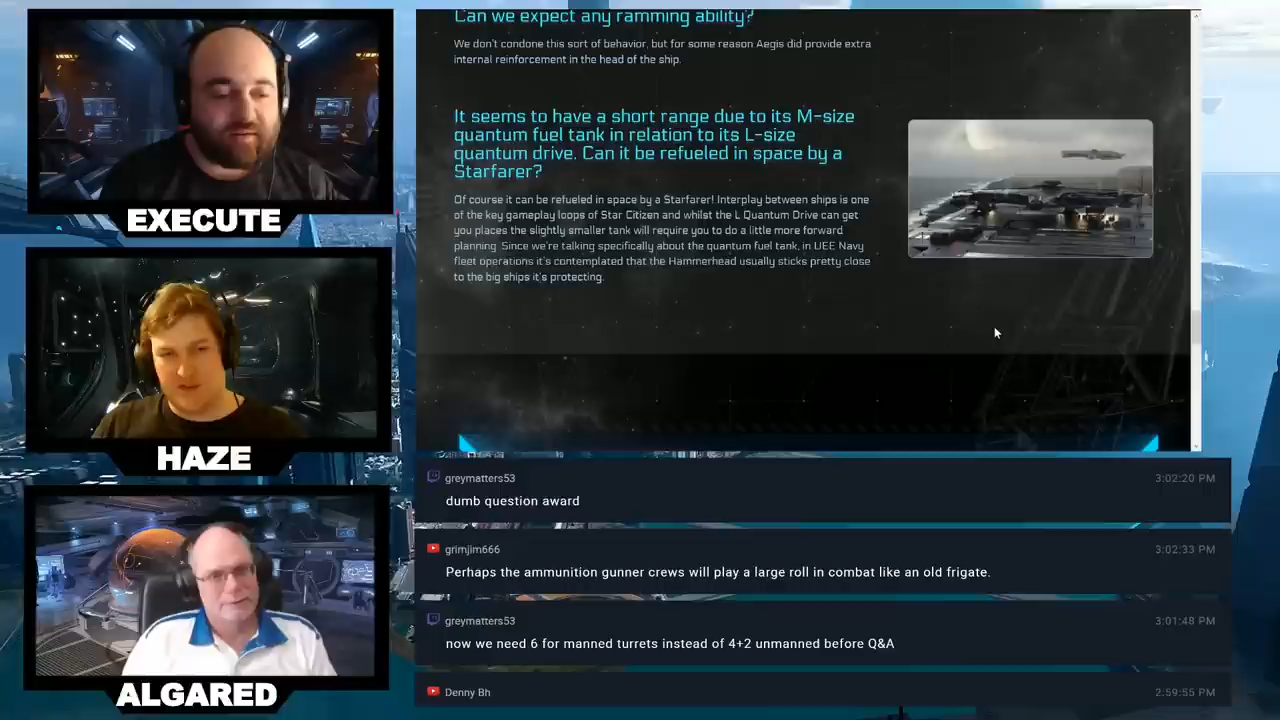 EXECUTE
HAZE
ALGARED
Can we expect any ramming ability?
We don't condone this sort of behavior, but for some reason Aegis did provide extra
internal reinforcement in the head of the ship.
It seems to have a short range due to its M-size
quantum fuel tank in relation to its L-size
quantum drive. Can it be refueled in space by a
Starfarer?
Of course it can be refueled in space by a Starfarer! Interplay between ships is one
of the key gameplay loops of Star Citizen and whilst the L Quantum Drive can get
you places the slightly smaller tank will require you to do a little more forward
planning. Since we're talking specifically about the quantum fuel tank, in UEE Navy
fleet operations it's contemplated that the Hammerhead usually sticks pretty close
to the big ships it's protecting.
greymatters53 3:02:20 PM
dumb question award
grimjim666 3:02:33 PM
Perhaps the ammunition gunner crews will play a large roll in combat like an old frigate.
greymatters53 3:01:48 PM
now we need 6 for manned turrets instead of 4+2 unmanned before Q&A
Denny Bh 2:59:55 PM